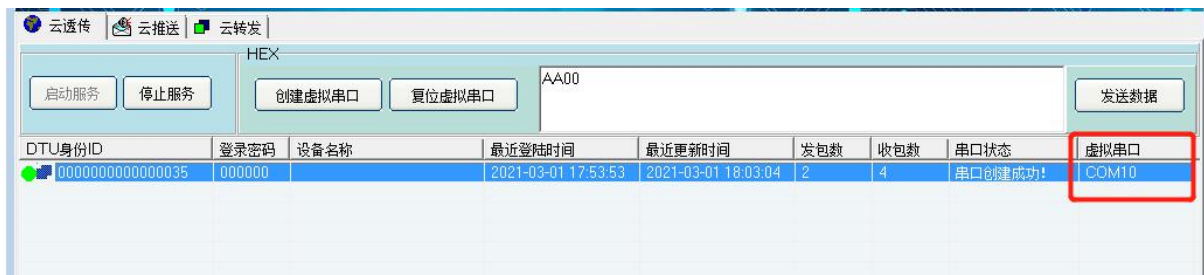 云透传 云推送 云转发
HEX
启动服务 停止服务 创建虚拟串口 复位虚拟串口 AA00 发送数据
DTU身份ID 登录密码 设备名称 最近登陆时间 最近更新时间 发包数 收包数 串口状态 虚拟串口
0000000000000035 000000 2021-03-01 17:53:53 2021-03-01 18:03:04 2 4 串口创建成功! COM10